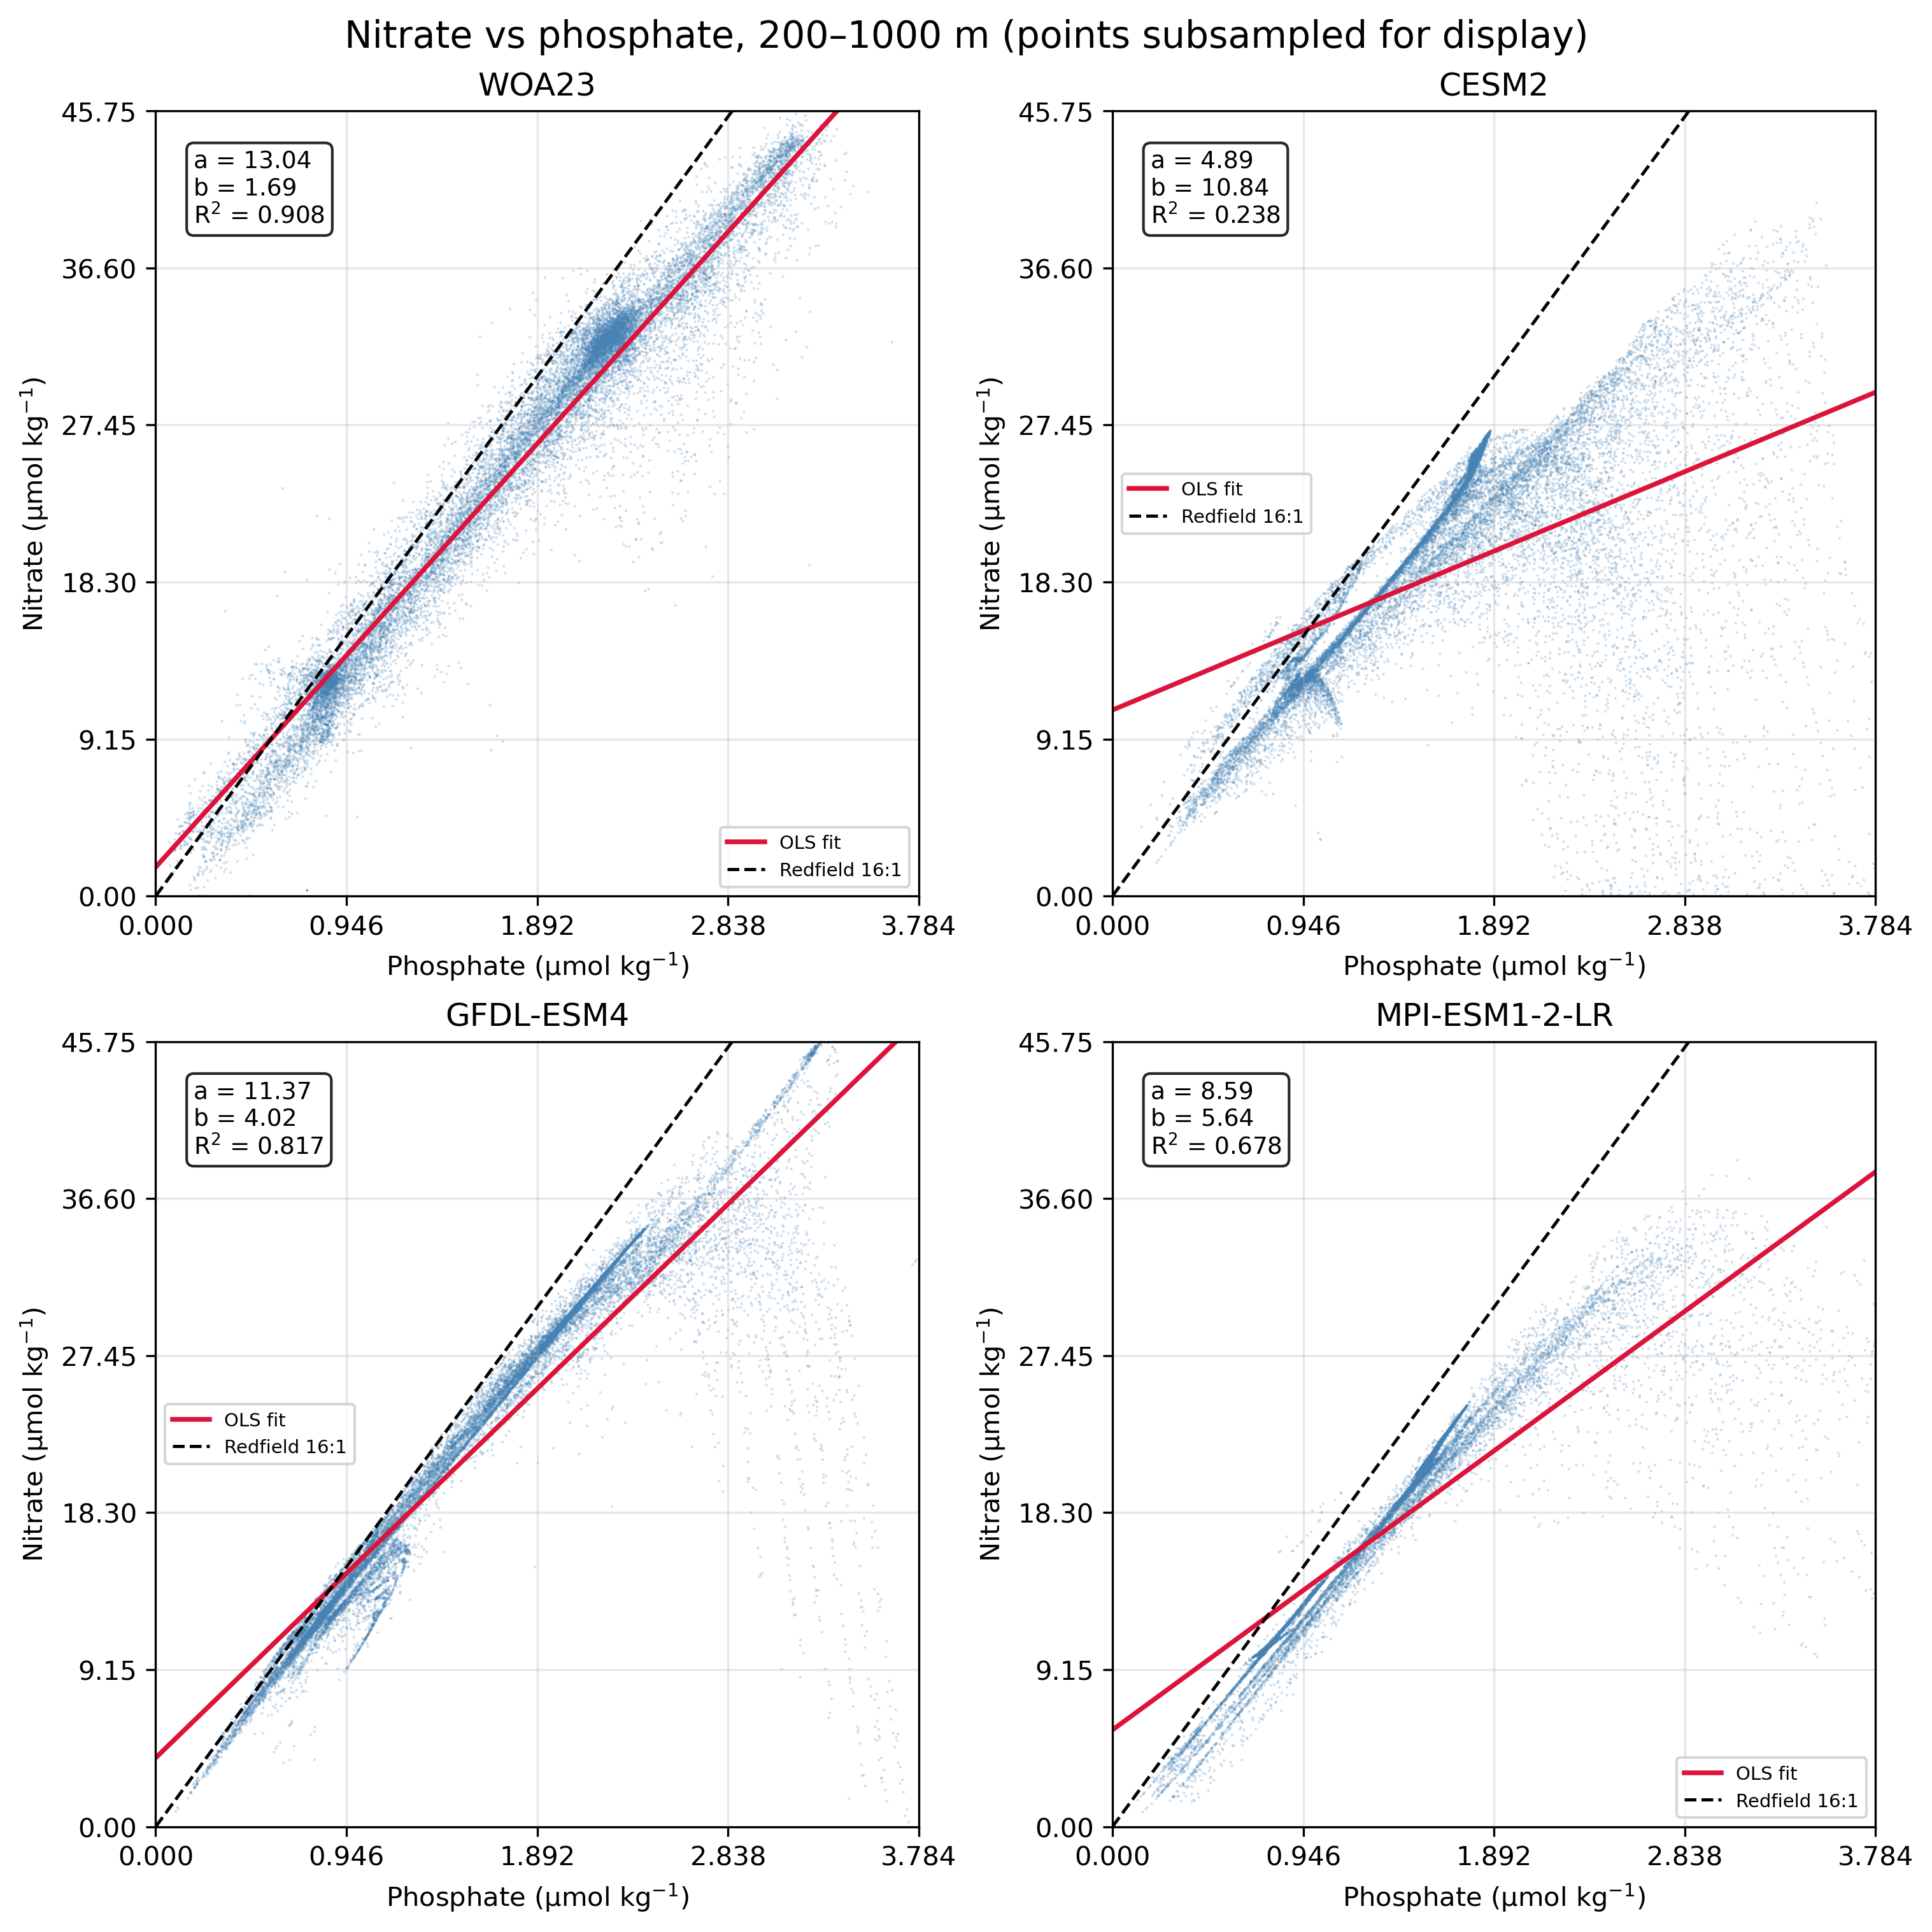 Nitrate vs phosphate, 200–1000 m (points subsampled for display)
WOA23
45.75
36.60
27.45
18.30
9.15
0.00
Nitrate (µmol kg⁻¹)
a = 13.04
b = 1.69
R² = 0.908
OLS fit
Redfield 16:1
0.000 0.946 1.892 2.838 3.784
Phosphate (µmol kg⁻¹)
CESM2
45.75
36.60
27.45
18.30
9.15
0.00
Nitrate (µmol kg⁻¹)
a = 4.89
b = 10.84
R² = 0.238
OLS fit
Redfield 16:1
0.000 0.946 1.892 2.838 3.784
Phosphate (µmol kg⁻¹)
GFDL-ESM4
45.75
36.60
27.45
18.30
9.15
0.00
Nitrate (µmol kg⁻¹)
a = 11.37
b = 4.02
R² = 0.817
OLS fit
Redfield 16:1
0.000 0.946 1.892 2.838 3.784
Phosphate (µmol kg⁻¹)
MPI-ESM1-2-LR
45.75
36.60
27.45
18.30
9.15
0.00
Nitrate (µmol kg⁻¹)
a = 8.59
b = 5.64
R² = 0.678
OLS fit
Redfield 16:1
0.000 0.946 1.892 2.838 3.784
Phosphate (µmol kg⁻¹)